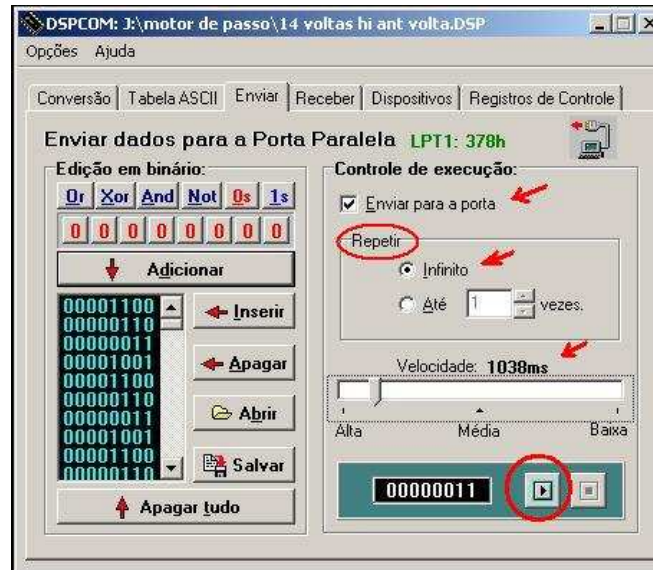 DSPCOM: J:\motor de passo\14 voltas hi ant volta.DSP
Opções Ajuda
Conversão Tabela ASCII Enviar Receber Dispositivos Registros de Controle
Enviar dados para a Porta Paralela LPT1: 378h
Edição em binário:
Or Xor And Not 0s 1s
0 0 0 0 0 0 0 0
Adicionar
00001100
00000110
00000011
00001001
00001100
00000110
00000011
00001001
00001100
00000110
Inserir
Apagar
Abrir
Salvar
Apagar tudo
Controle de execução:
Enviar para a porta
Repetir
Infinito
Até 1 vezes.
Velocidade: 1038ms
Alta Média Baixa
00000011